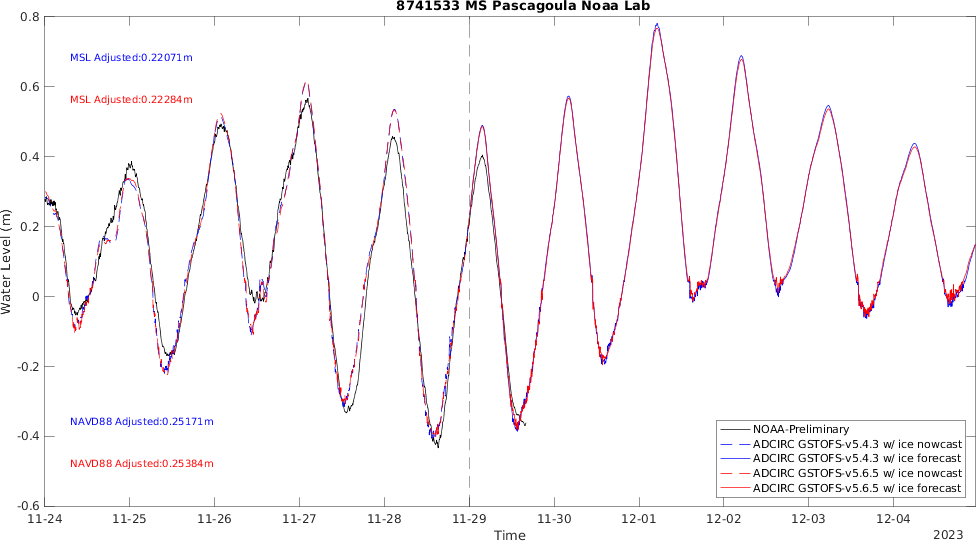 8741533 MS Pascagoula Noaa Lab
0.8
MSL Adjusted:0.22071m
0.6
MSL Adjusted:0.22284m
0.4
0.2
Water Level (m)
0
-0.2
NAVD88 Adjusted:0.25171m
NOAA-Preliminary
-0.4
ADCIRC GSTOFS-v5.4.3 w/ ice nowcast
ADCIRC GSTOFS-v5.4.3 w/ ice forecast
NAVD88 Adjusted:0.25384m
ADCIRC GSTOFS-v5.6.5 w/ ice nowcast
ADCIRC GSTOFS-v5.6.5 w/ ice forecast
-0.6
11-24 11-25 11-26 11-27 11-28 11-29 11-30 12-01 12-02 12-03 12-04
Time
2023